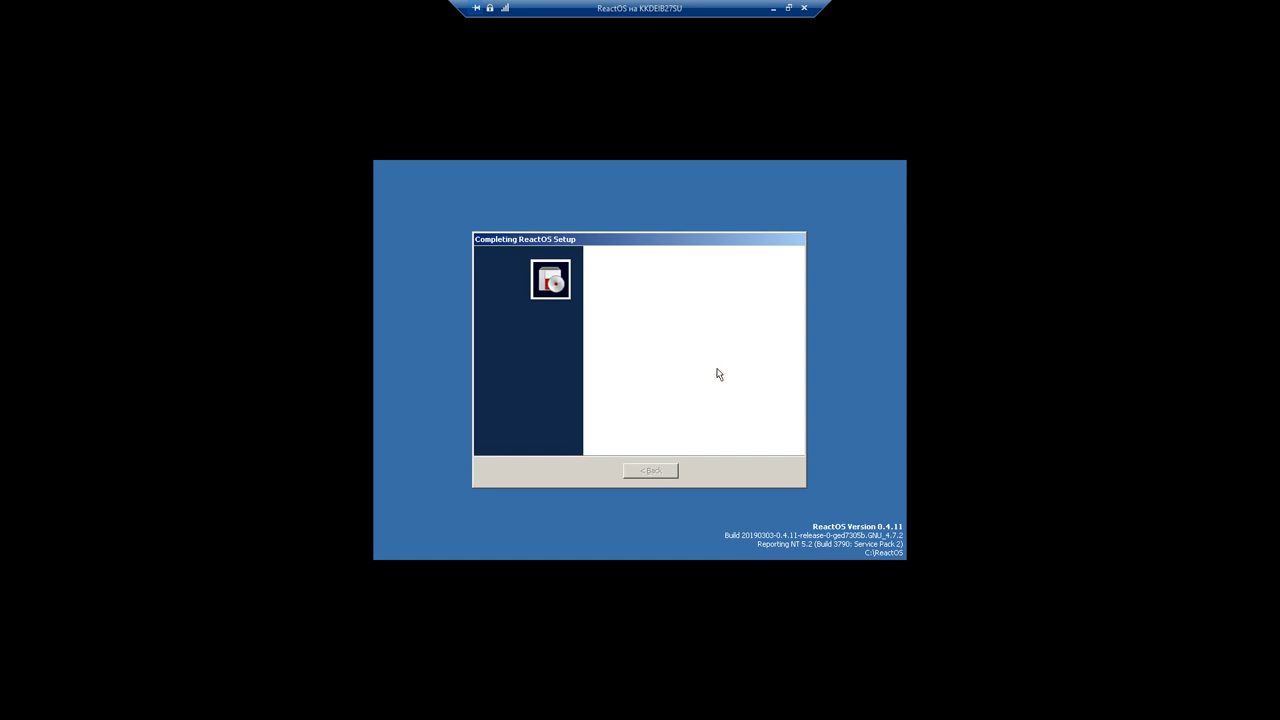 ReactOS на KKDEIB27SU
Completing ReactOS Setup
< Back
ReactOS Version 0.4.11
Build 20190303-0.4.11-release-0-ged7305b.GNU_4.7.2
Reporting NT 5.2 (Build 3790: Service Pack 2)
C:\ReactOS